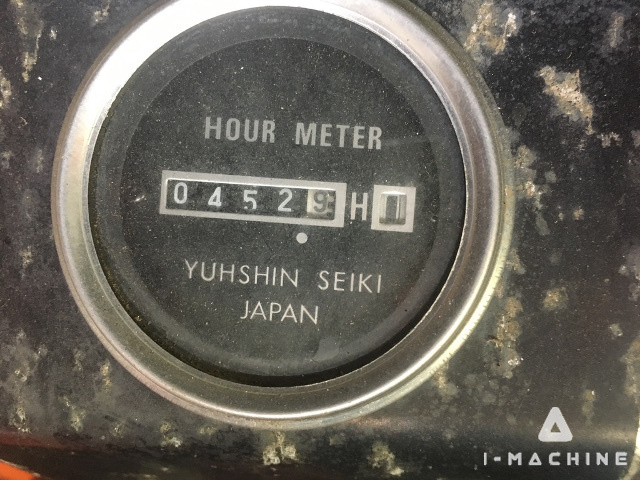 HOUR METER
04529 H
YUHSHIN SEIKI
JAPAN
I-MACHINE